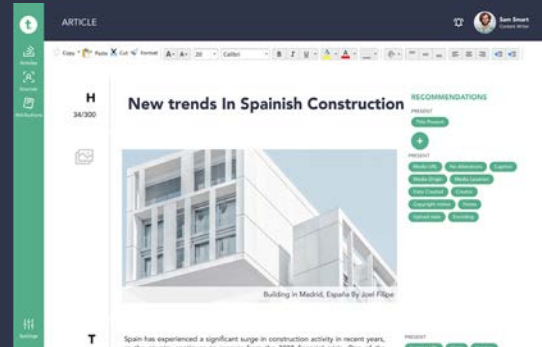 t
ARTICLE
Sam Smart
Content Writer
Copy
Paste
Cut
Format
A+ A- 20 Calibri B I U A
Articles
Sources
Attributions
H
34/300
New trends In Spainish Construction
RECOMMENDATIONS
PRESENT
Title Present
+
PRESENT
Media URL
No Alterations
Caption
Media Origin
Media Location
Date Created
Creator
Copyright notice
Notes
Upload date
Encoding
Building in Madrid, España By Joel Filipe
Settings
T
Spain has experienced a significant surge in construction activity in recent years,
PRESENT